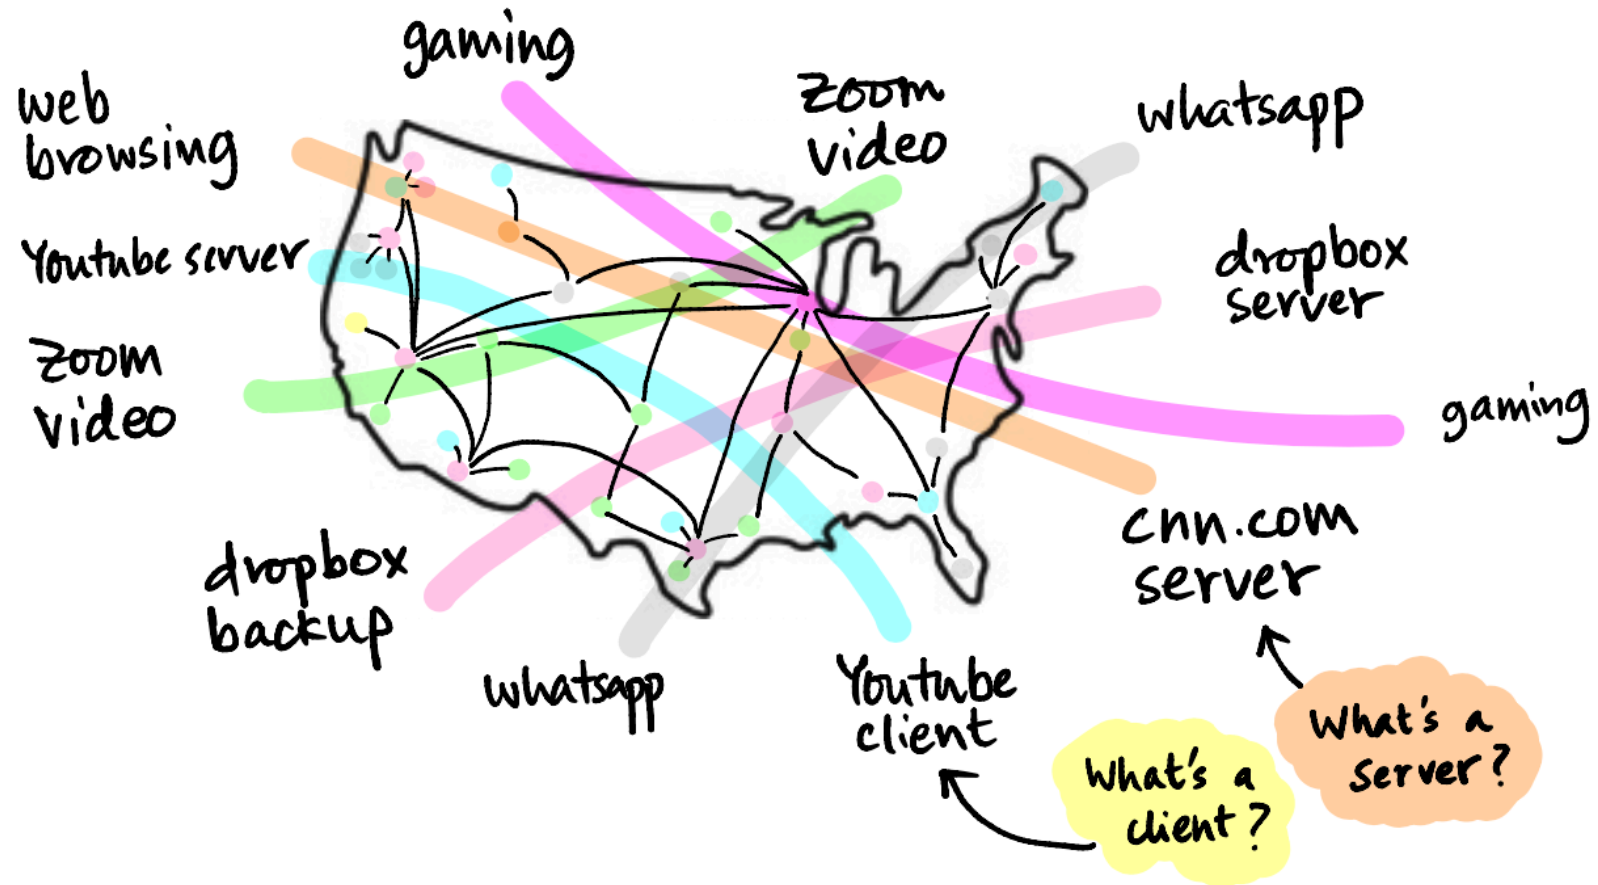 gaming
web
browsing
zoom
video
whatsapp
Youtube server
dropbox
server
zoom
video
gaming
cnn.com
server
dropbox
backup
whatsapp
Youtube
client
What's a
server?
What's a
client?